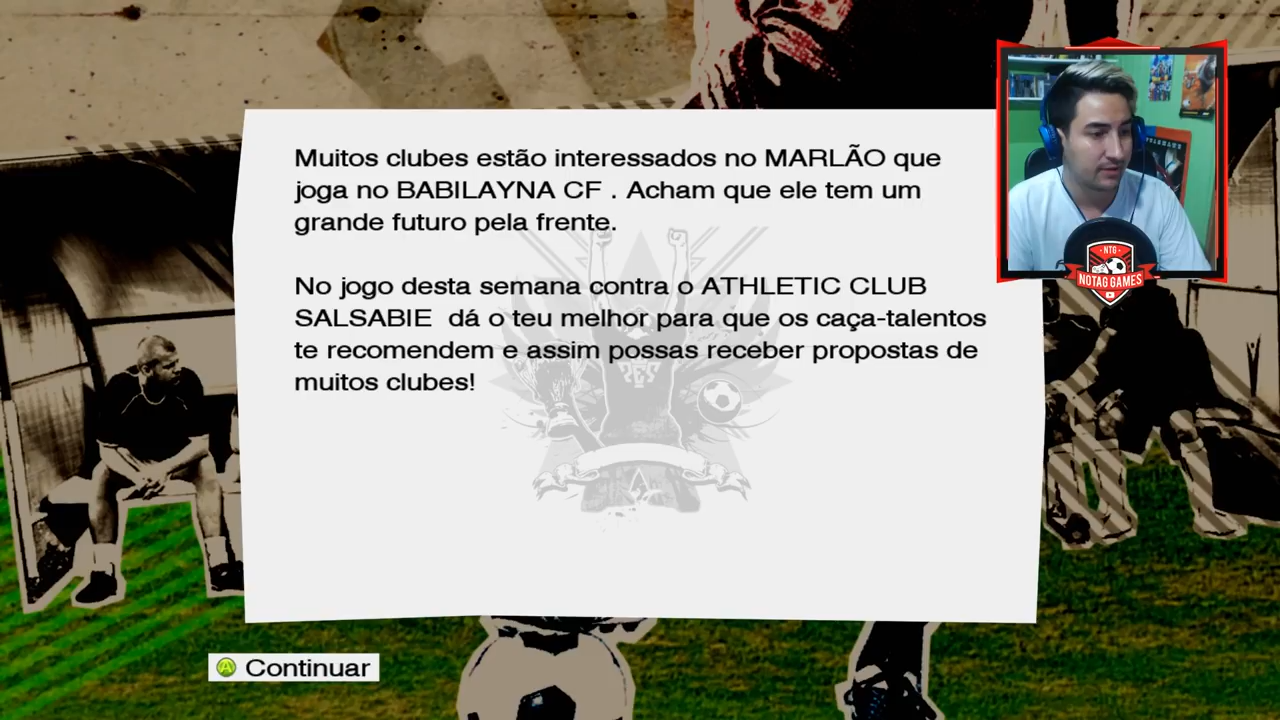 Muitos clubes estão interessados no MARLÃO que
joga no BABILAYNA CF . Acham que ele tem um
grande futuro pela frente.
No jogo desta semana contra o ATHLETIC CLUB
SALSABIE  dá o teu melhor para que os caça-talentos
te recomendem e assim possas receber propostas de
muitos clubes!
PES
NTG
NOTAG GAMES
A Continuar